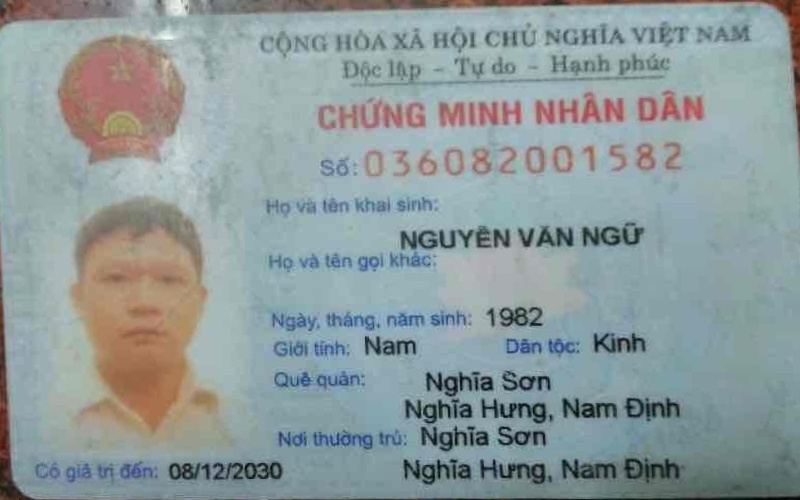 CỘNG HÒA XÃ HỘI CHỦ NGHĨA VIỆT NAM
Độc lập - Tự do - Hạnh phúc
CHỨNG MINH NHÂN DÂN
Số: 036082001582
Họ và tên khai sinh:
NGUYỄN VĂN NGỮ
Họ và tên gọi khác:
Ngày, tháng, năm sinh: 1982
Giới tính: Nam Dân tộc: Kinh
Quê quán: Nghĩa Sơn
Nghĩa Hưng, Nam Định
Nơi thường trú: Nghĩa Sơn
Có giá trị đến: 08/12/2030 Nghĩa Hưng, Nam Định